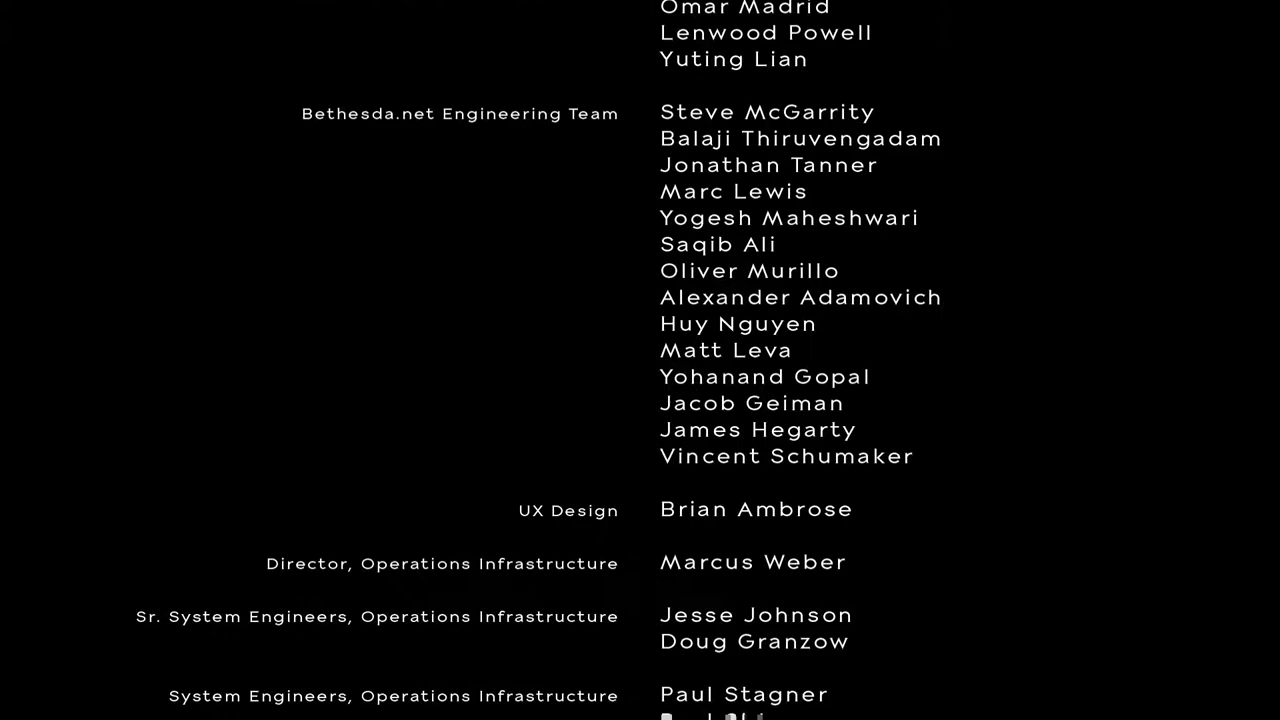 Omar Madrid
Lenwood Powell
Yuting Lian
Bethesda.net Engineering Team Steve McGarrity
Balaji Thiruvengadam
Jonathan Tanner
Marc Lewis
Yogesh Maheshwari
Saqib Ali
Oliver Murillo
Alexander Adamovich
Huy Nguyen
Matt Leva
Yohanand Gopal
Jacob Geiman
James Hegarty
Vincent Schumaker
UX Design Brian Ambrose
Director, Operations Infrastructure Marcus Weber
Sr. System Engineers, Operations Infrastructure Jesse Johnson
Doug Granzow
System Engineers, Operations Infrastructure Paul Stagner